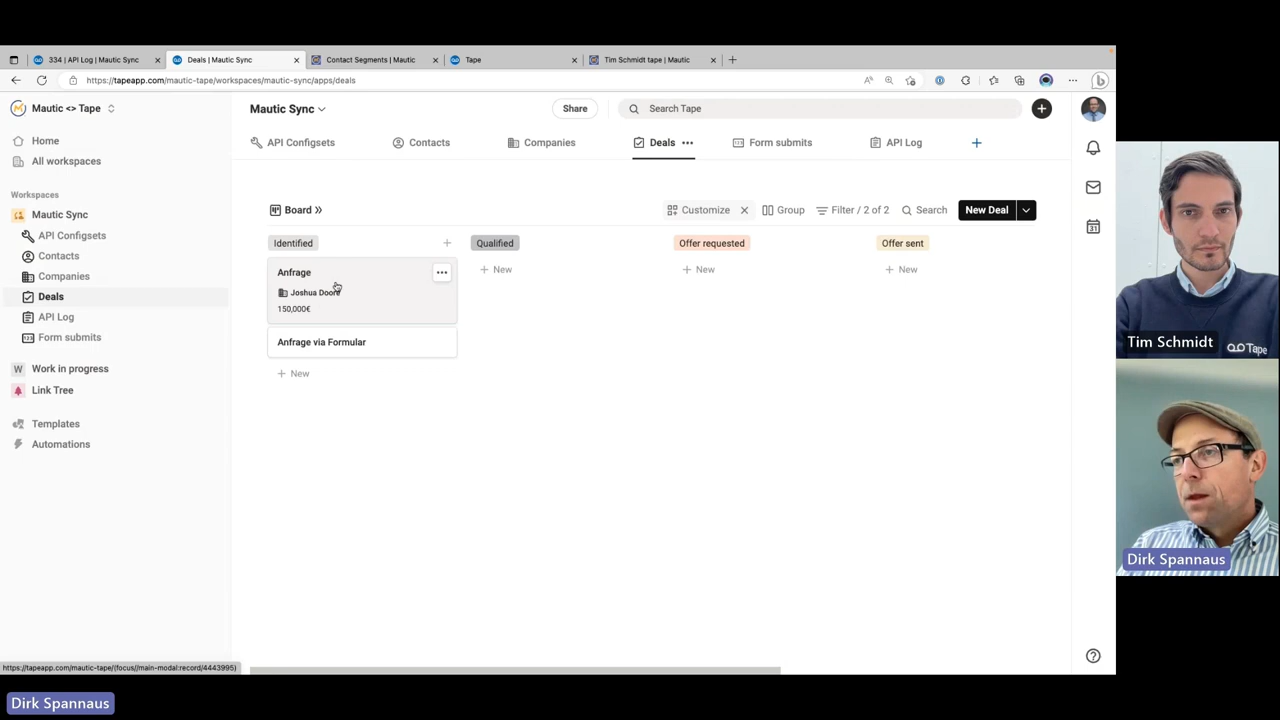 334 | API Log | Mautic Sync
Deals | Mautic Sync
Contact Segments | Mautic
Tape
Tim Schmidt tape | Mautic
https://tapeapp.com/mautic-tape/workspaces/mautic-sync/apps/deals
Mautic <> Tape
Mautic Sync
Share
Search Tape
Home
All workspaces
API Configsets
Contacts
Companies
Deals
Form submits
API Log
Workspaces
Mautic Sync
API Configsets
Contacts
Companies
Deals
API Log
Form submits
W Work in progress
Link Tree
Templates
Automations
Board
Customize
Group
Filter / 2 of 2
Search
New Deal
Identified
Qualified
Offer requested
Offer sent
Anfrage
150,000€
Anfrage via Formular
New
New
New
New
https://tapeapp.com/mautic-tape/(focus//main-modal:record/4443995)
Tim Schmidt
Tape
Dirk Spannaus
Dirk Spannaus